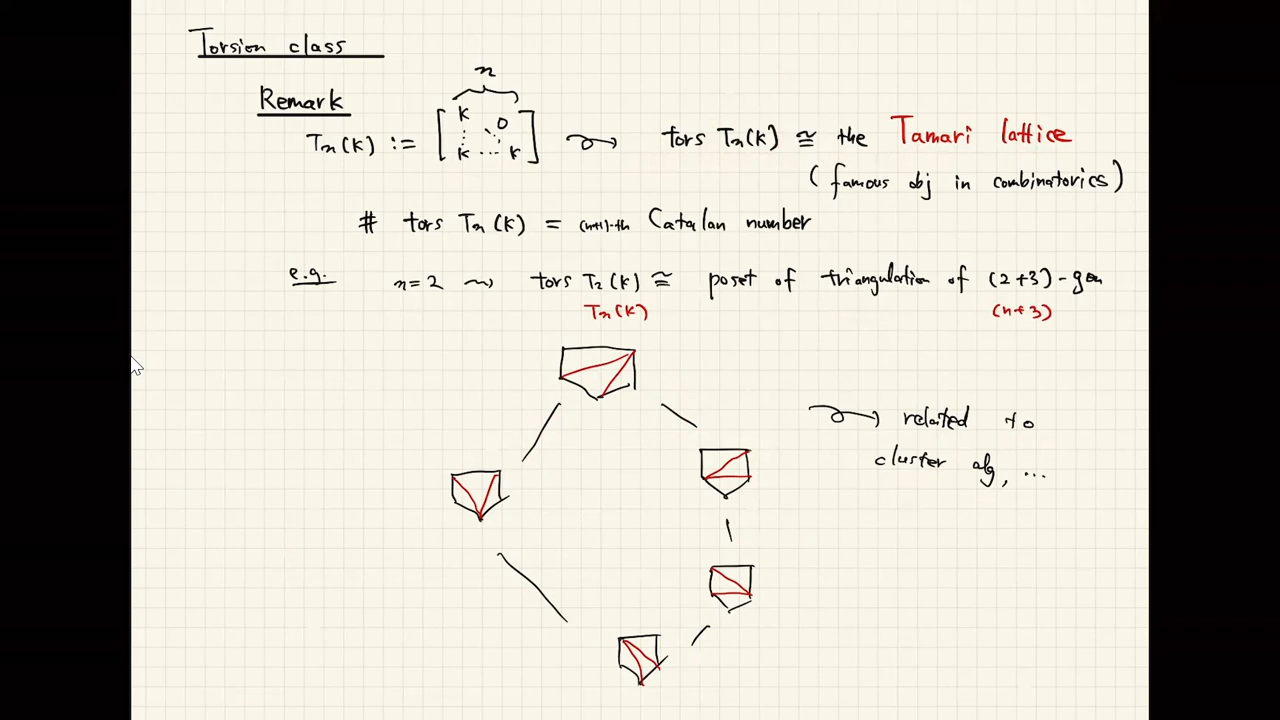 Torsion class
Remark
n
Tn(k) := [ k 0 ⋮ ⋱ k ... k ] ⇝ tors Tn(k) ≅ the Tamari lattice
(famous obj in combinatorics)
# tors Tn(k) = (n+1)-th Catalan number
e.g. n=2 ⇝ tors T2(k) ≅ poset of triangulation of (2+3)-gon
Tn(k) (n+3)
⇝ related to
cluster alg, ...